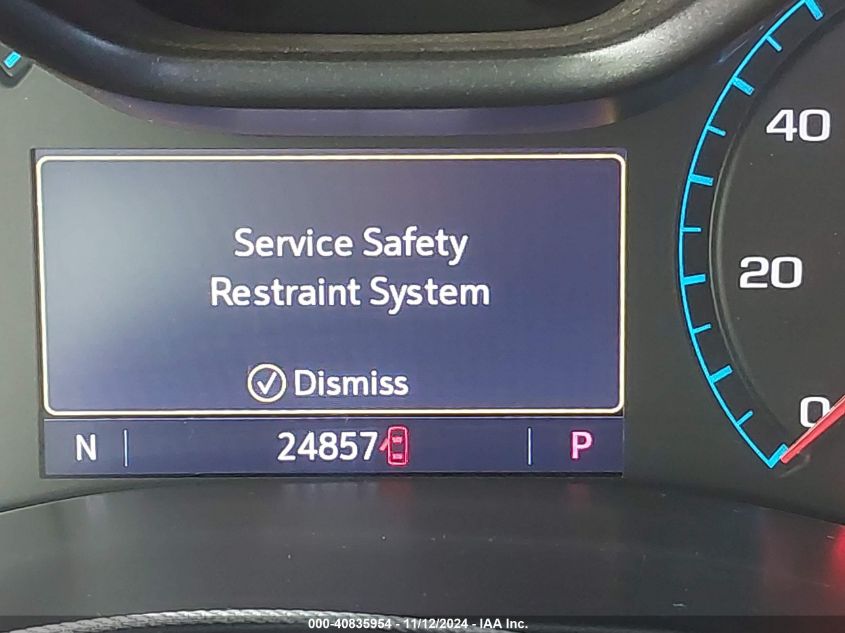 40
Service Safety
Restraint System
20
Dismiss
0
N 24857 P
000-40835954 - 11/12/2024 - IAA Inc.